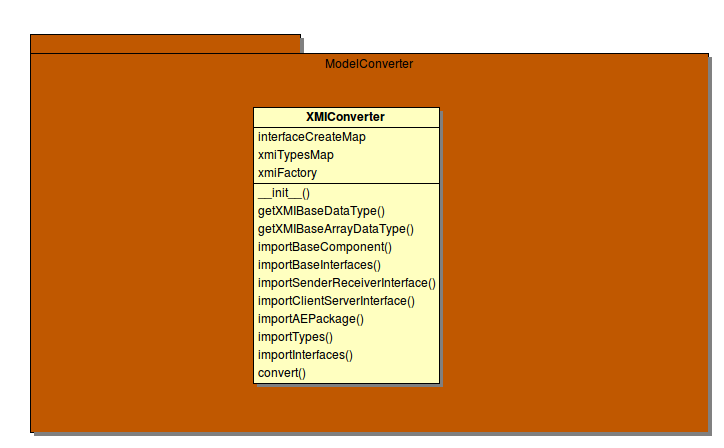 ModelConverter
XMIConverter
interfaceCreateMap
xmiTypesMap
xmiFactory
__init__()
getXMIBaseDataType()
getXMIBaseArrayDataType()
importBaseComponent()
importBaseInterfaces()
importSenderReceiverInterface()
importClientServerInterface()
importAEPackage()
importTypes()
importInterfaces()
convert()